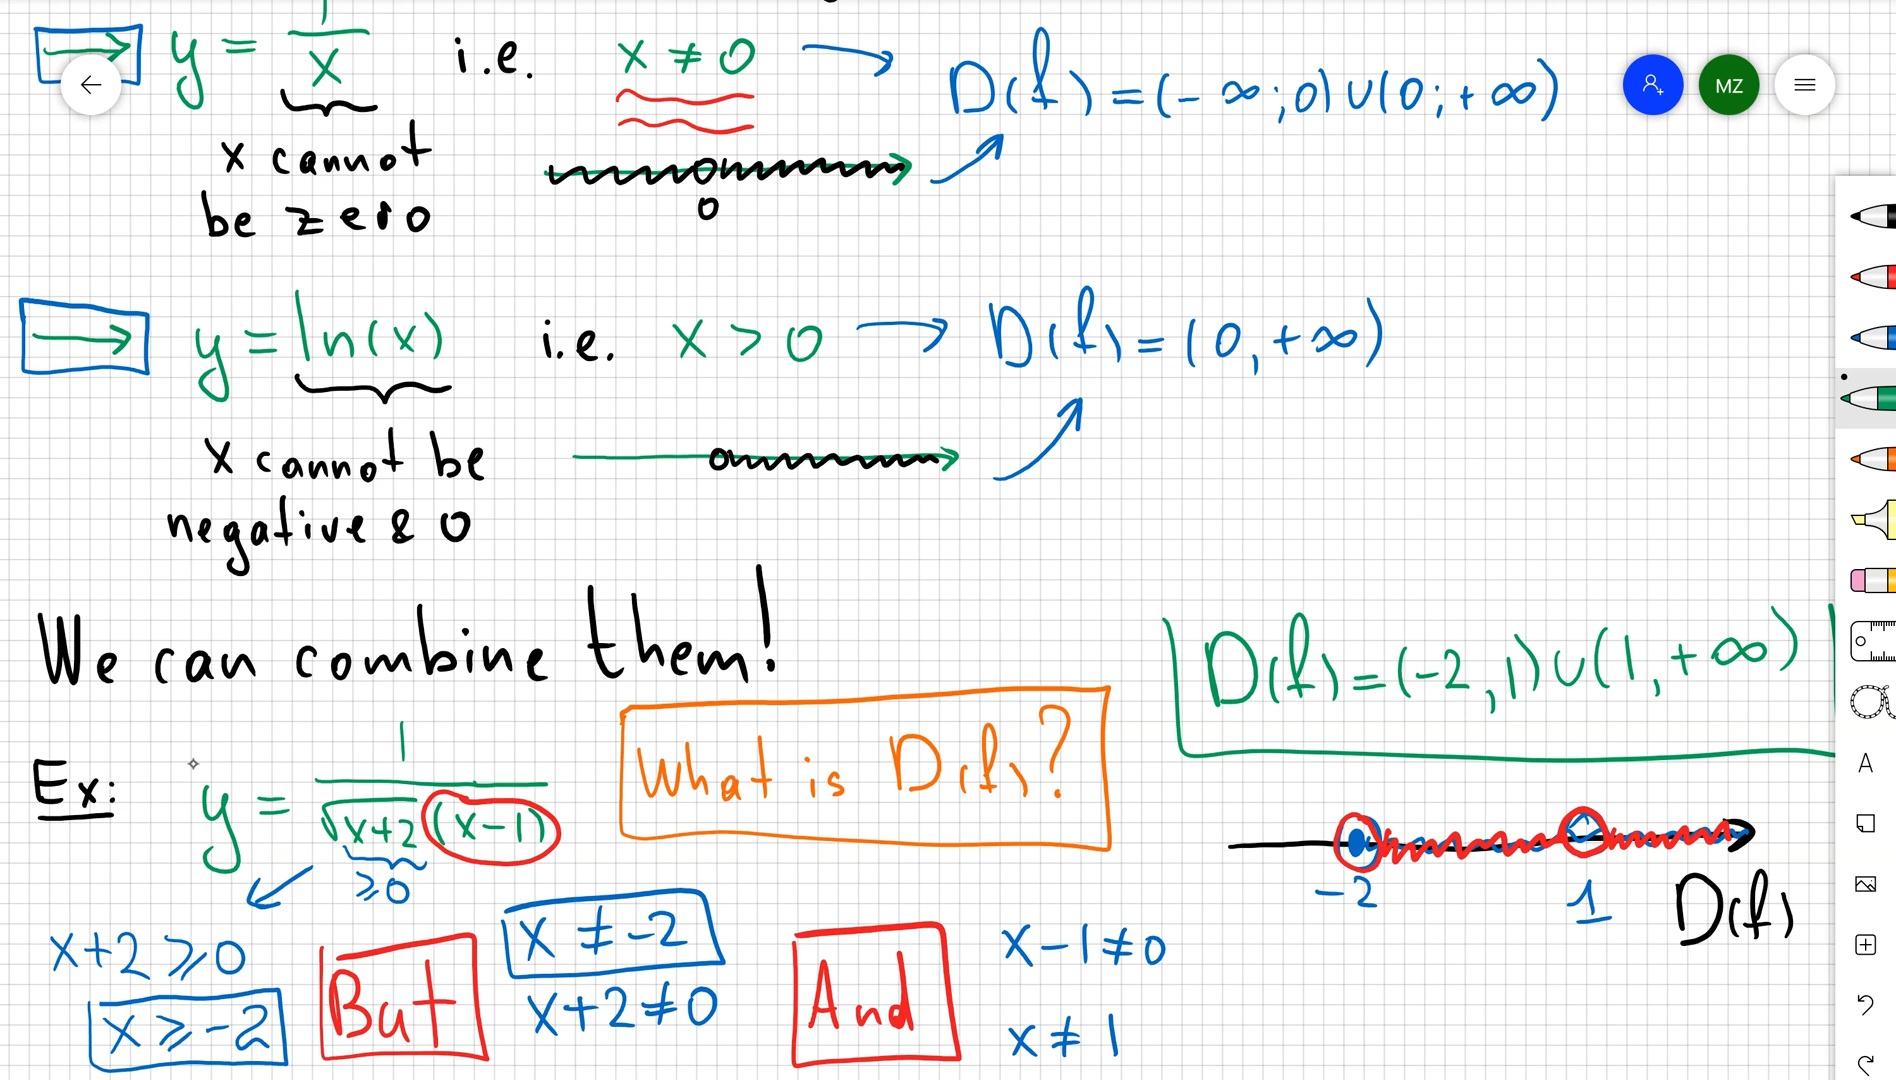 y = 1/x i.e. x ≠ 0 D(f) = (-∞;0)∪(0;+∞)
x cannot
be zero
0
MZ
y = ln(x) i.e. x > 0 D(f) = (0,+∞)
x cannot be
negative & 0
We can combine them!
D(f) = (-2,1)∪(1,+∞)
What is D(f)?
Ex: y = 1/(√x+2 (x-1))
≥0
-2 1 D(f)
x+2 ≥ 0
x ≥ -2
But
x ≠ -2
x+2 ≠ 0
And
x-1 ≠ 0
x ≠ 1
A